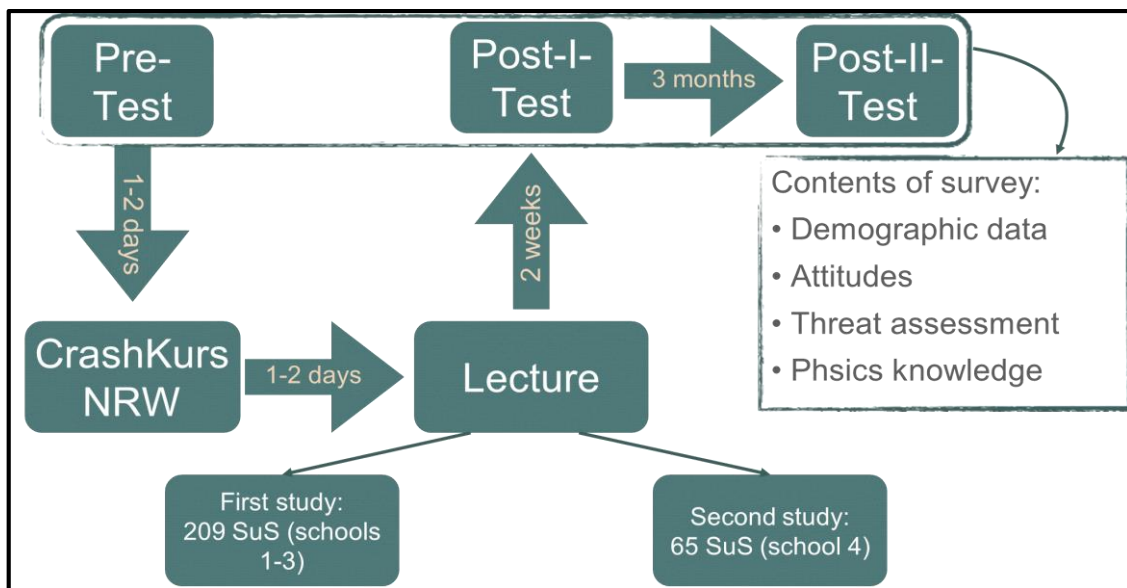 Pre-
Test
Post-I-
Test
3 months
Post-II-
Test
1-2 days
2 weeks
Contents of survey:
• Demographic data
• Attitudes
• Threat assessment
• Phsics knowledge
CrashKurs
NRW
1-2 days
Lecture
First study:
209 SuS (schools
1-3)
Second study:
65 SuS (school 4)